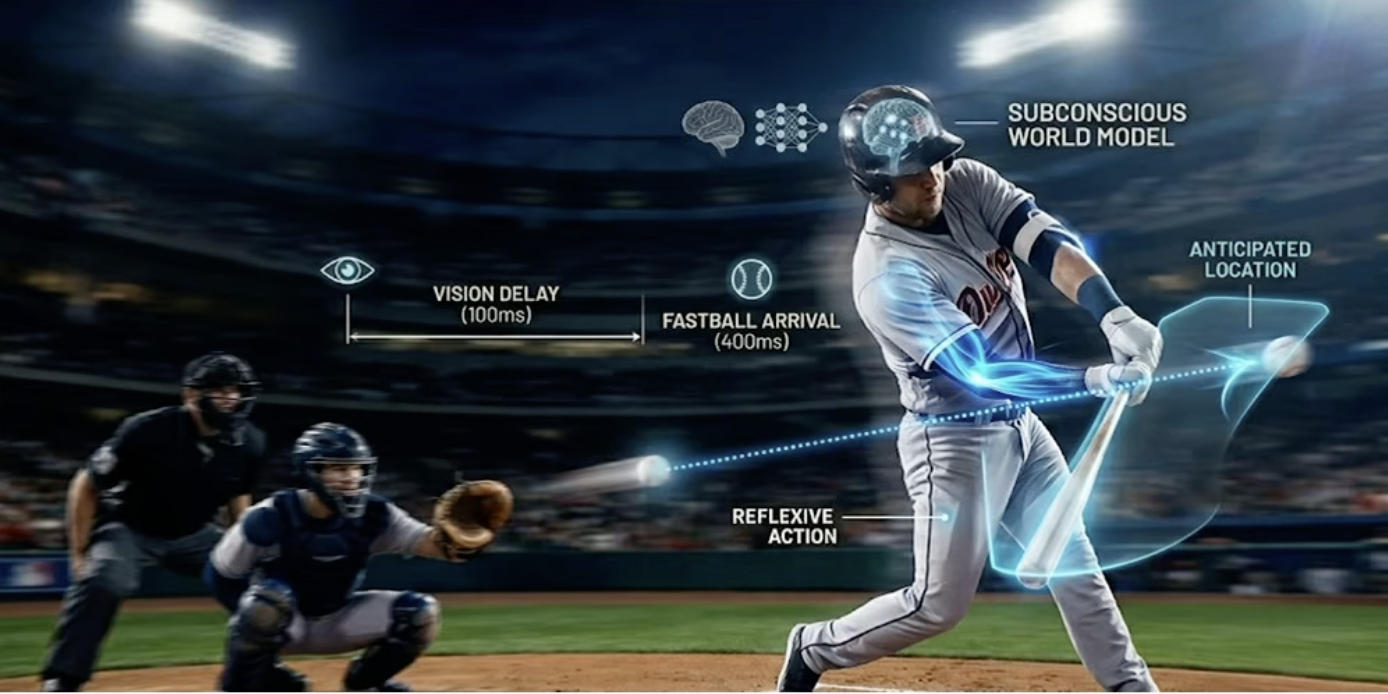 SUBCONSCIOUS
WORLD MODEL
ANTICIPATED
LOCATION
VISION DELAY
(100ms)
FASTBALL ARRIVAL
(400ms)
REFLEXIVE
ACTION